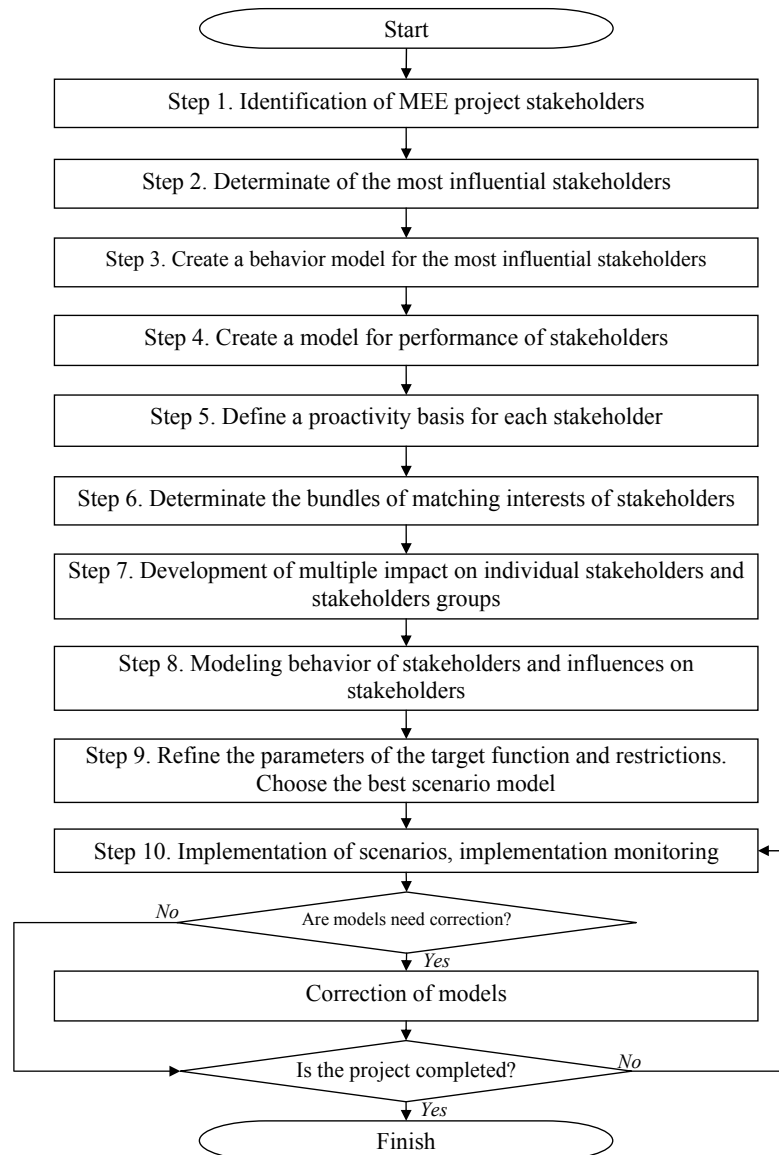 Start
Step 1. Identification of MEE project stakeholders
Step 2. Determinate of the most influential stakeholders
Step 3. Create a behavior model for the most influential stakeholders
Step 4. Create a model for performance of stakeholders
Step 5. Define a proactivity basis for each stakeholder
Step 6. Determinate the bundles of matching interests of stakeholders
Step 7. Development of multiple impact on individual stakeholders and
stakeholders groups
Step 8. Modeling behavior of stakeholders and influences on
stakeholders
Step 9. Refine the parameters of the target function and restrictions.
Choose the best scenario model
Step 10. Implementation of scenarios, implementation monitoring
No
Are models need correction?
Yes
Correction of models
Is the project completed?
No
Yes
Finish